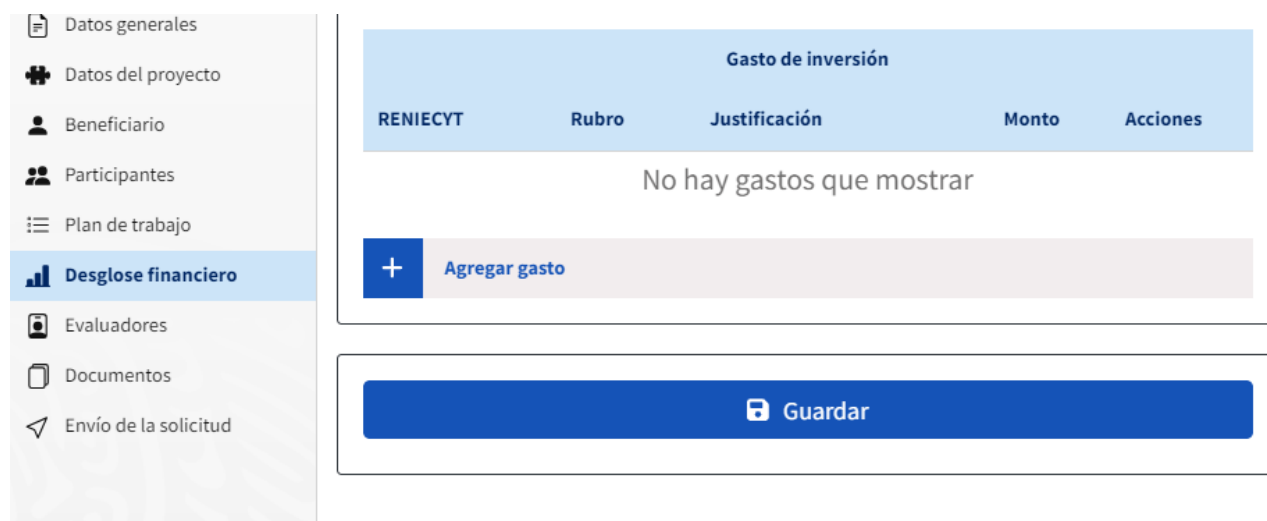 Datos generales
Datos del proyecto
Beneficiario
Participantes
Plan de trabajo
Desglose financiero
Evaluadores
Documentos
Envío de la solicitud
Gasto de inversión
RENIECYT Rubro Justificación Monto Acciones
No hay gastos que mostrar
+ Agregar gasto
Guardar